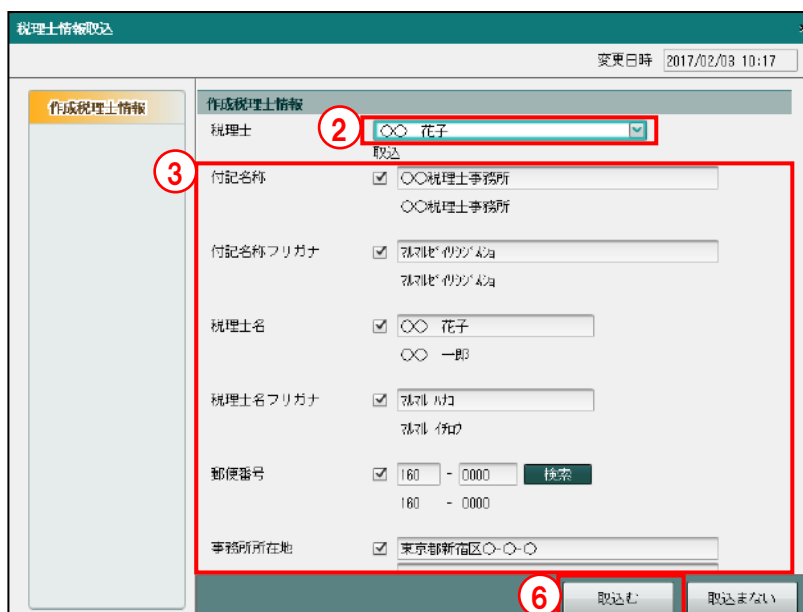 税理士情報取込
変更日時 2017/02/03 10:17
作成税理士情報
作成税理士情報
税理士 ② 〇〇 花子
取込
③
付記名称 〇〇税理士事務所
〇〇税理士事務所
付記名称フリガナ ﾏﾙﾏﾙｾﾞｲﾘｼｼﾞﾑｼｮ
ﾏﾙﾏﾙｾﾞｲﾘｼｼﾞﾑｼｮ
税理士名 〇〇 花子
〇〇 一郎
税理士名フリガナ ﾏﾙﾏﾙ ﾊﾅｺ
ﾏﾙﾏﾙ ｲﾁﾛｳ
郵便番号 160 - 0000 検索
160 - 0000
事務所所在地 東京都新宿区〇-〇-〇
⑥ 取込む 取込まない